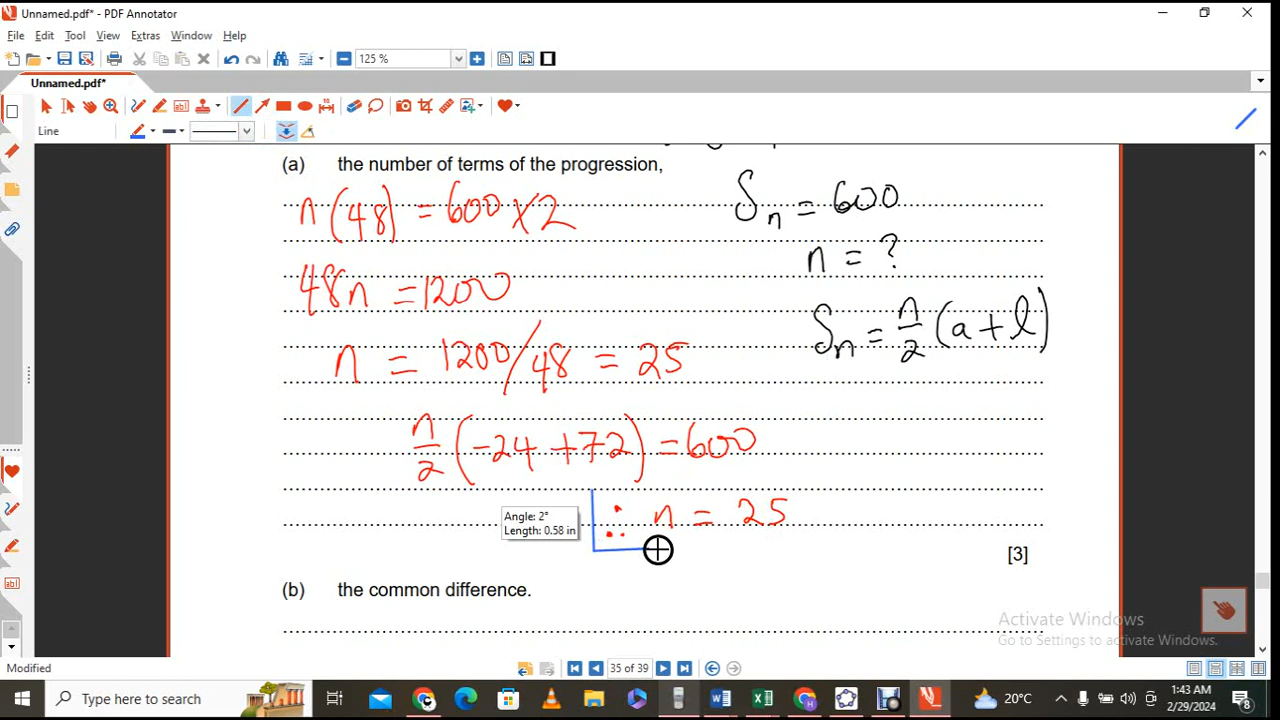 Unnamed.pdf* - PDF Annotator
File Edit Tool View Extras Window Help
125 %
Unnamed.pdf*
Line
(a) the number of terms of the progression,
n(48) = 600 × 2
Sn = 600
n = ?
48n = 1200
Sn = n/2 (a + l)
n = 1200/48 = 25
n/2 (-24 + 72) = 600
Angle: 2°
Length: 0.58 in
∴ n = 25
[3]
(b) the common difference.
Activate Windows
Go to Settings to activate Windows.
Modified
35 of 39
Type here to search
20°C
1:43 AM
2/29/2024
8